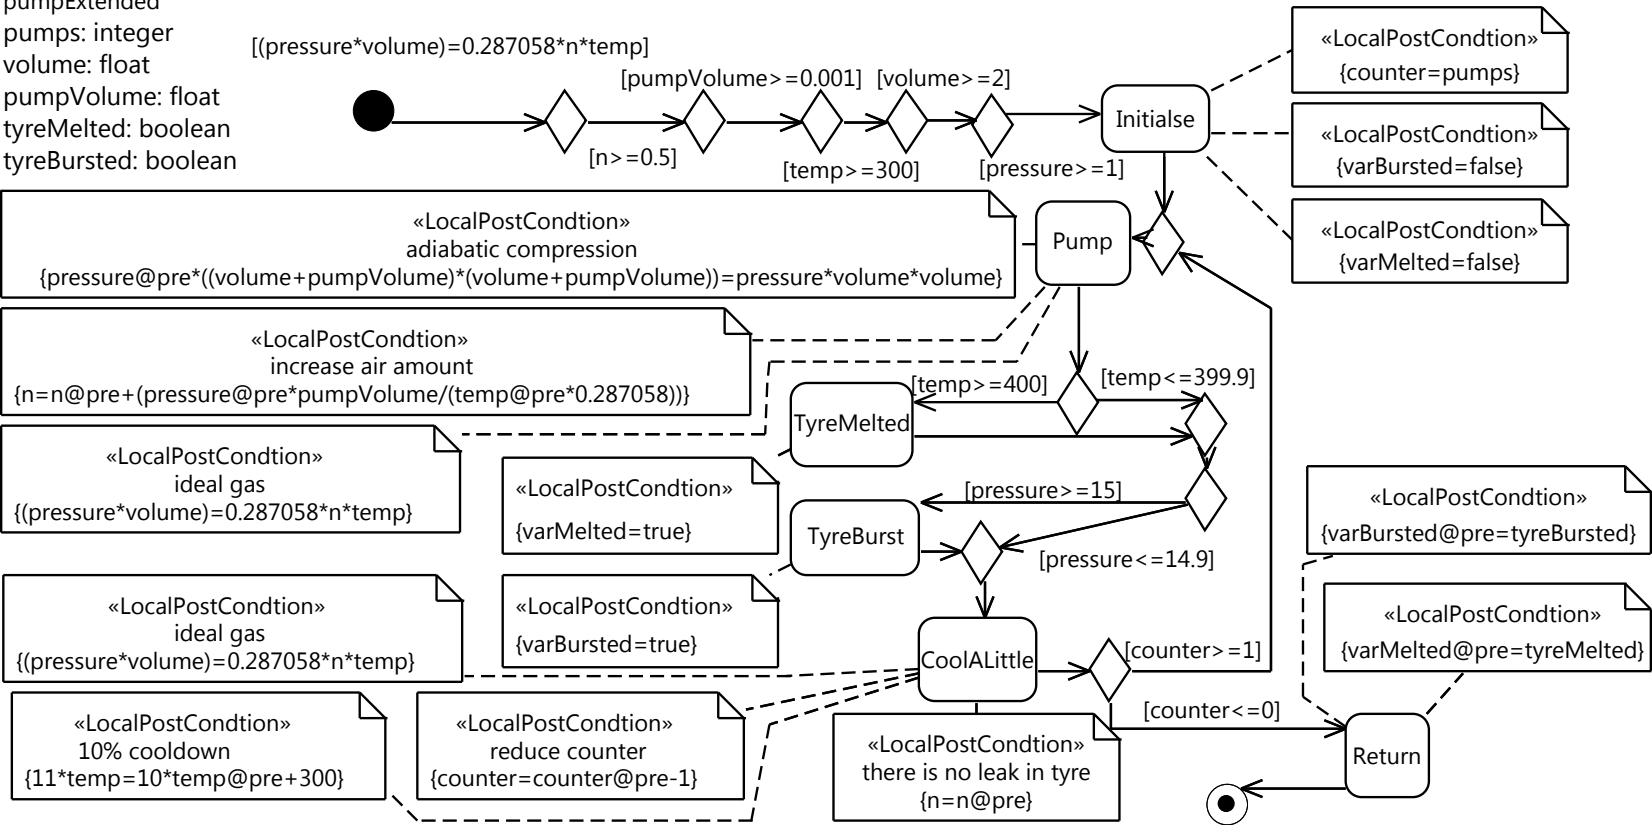 pumpExtended
pumps: integer
volume: float
pumpVolume: float
tyreMelted: boolean
tyreBursted: boolean
[(pressure*volume)=0.287058*n*temp]
[n>=0.5]
[pumpVolume>=0.001]
[temp>=300]
[volume>=2]
[pressure>=1]
Initialse
«LocalPostCondtion»
{counter=pumps}
«LocalPostCondtion»
{varBursted=false}
«LocalPostCondtion»
{varMelted=false}
«LocalPostCondtion»
adiabatic compression
{pressure@pre*((volume+pumpVolume)*(volume+pumpVolume))=pressure*volume*volume}
Pump
«LocalPostCondtion»
increase air amount
{n=n@pre+(pressure@pre*pumpVolume/(temp@pre*0.287058))}
[temp>=400]
[temp<=399.9]
TyreMelted
«LocalPostCondtion»
ideal gas
{(pressure*volume)=0.287058*n*temp}
«LocalPostCondtion»
{varMelted=true}
[pressure>=15]
TyreBurst
[pressure<=14.9]
«LocalPostCondtion»
{varBursted@pre=tyreBursted}
«LocalPostCondtion»
ideal gas
{(pressure*volume)=0.287058*n*temp}
«LocalPostCondtion»
{varBursted=true}
CoolALittle
[counter>=1]
«LocalPostCondtion»
{varMelted@pre=tyreMelted}
«LocalPostCondtion»
10% cooldown
{11*temp=10*temp@pre+300}
«LocalPostCondtion»
reduce counter
{counter=counter@pre-1}
«LocalPostCondtion»
there is no leak in tyre
{n=n@pre}
[counter<=0]
Return